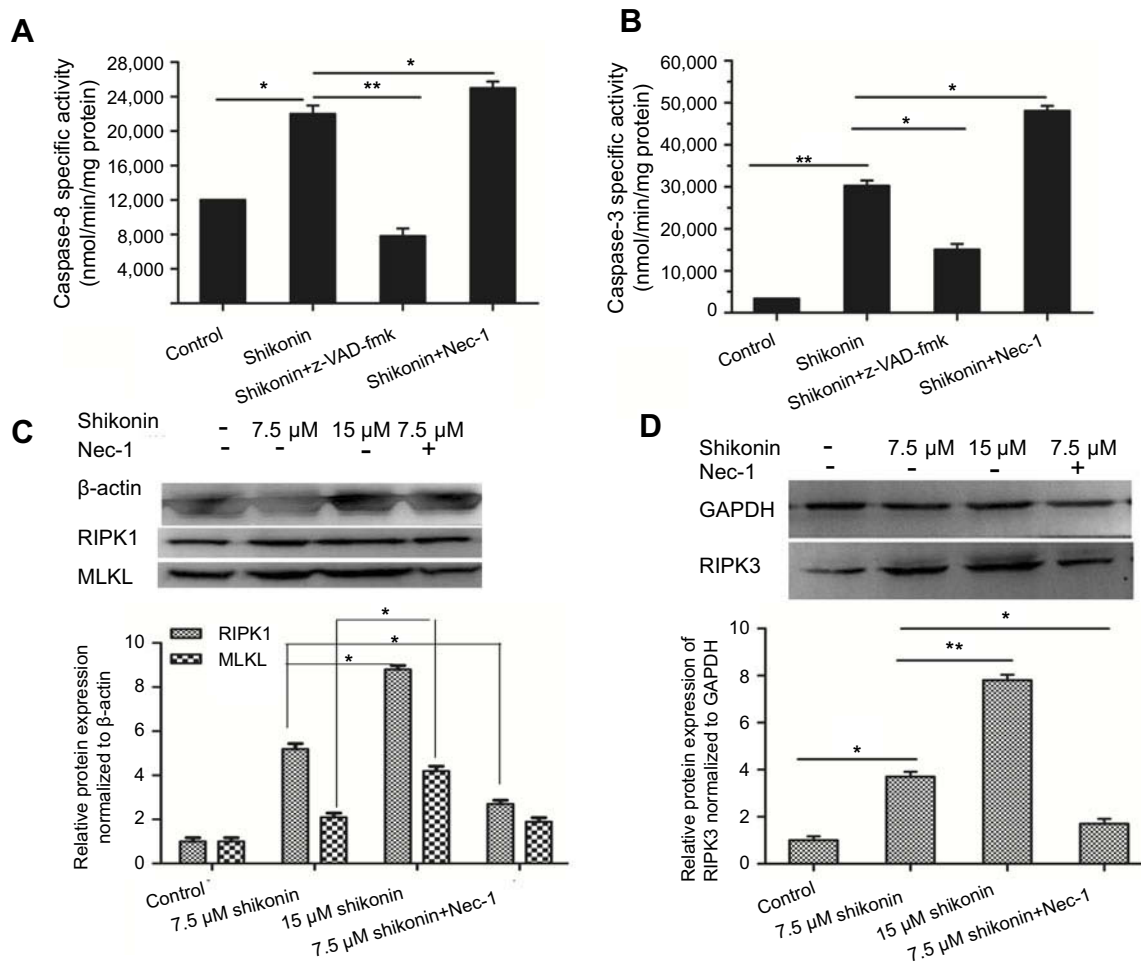 A
Caspase-8 specific activity
(nmol/min/mg protein)
28,000
24,000
20,000
16,000
12,000
8,000
4,000
*
**
*
Control
Shikonin
Shikonin+z-VAD-fmk
Shikonin+Nec-1
B
Caspase-3 specific activity
(nmol/min/mg protein)
60,000
50,000
40,000
30,000
20,000
10,000
0
**
*
*
Control
Shikonin
Shikonin+z-VAD-fmk
Shikonin+Nec-1
C
Shikonin - 7.5 µM 15 µM 7.5 µM
Nec-1 - - - +
β-actin
RIPK1
MLKL
Relative protein expression
normalized to β-actin
10
8
6
4
2
0
RIPK1
MLKL
*
*
*
Control
7.5 µM shikonin
15 µM shikonin
7.5 µM shikonin+Nec-1
D
Shikonin 7.5 µM 15 µM 7.5 µM
Nec-1 - - - +
GAPDH
RIPK3
Relative protein expression of
RIPK3 normalized to GAPDH
10
8
6
4
2
0
*
**
*
Control
7.5 µM shikonin
15 µM shikonin
7.5 µM shikonin+Nec-1